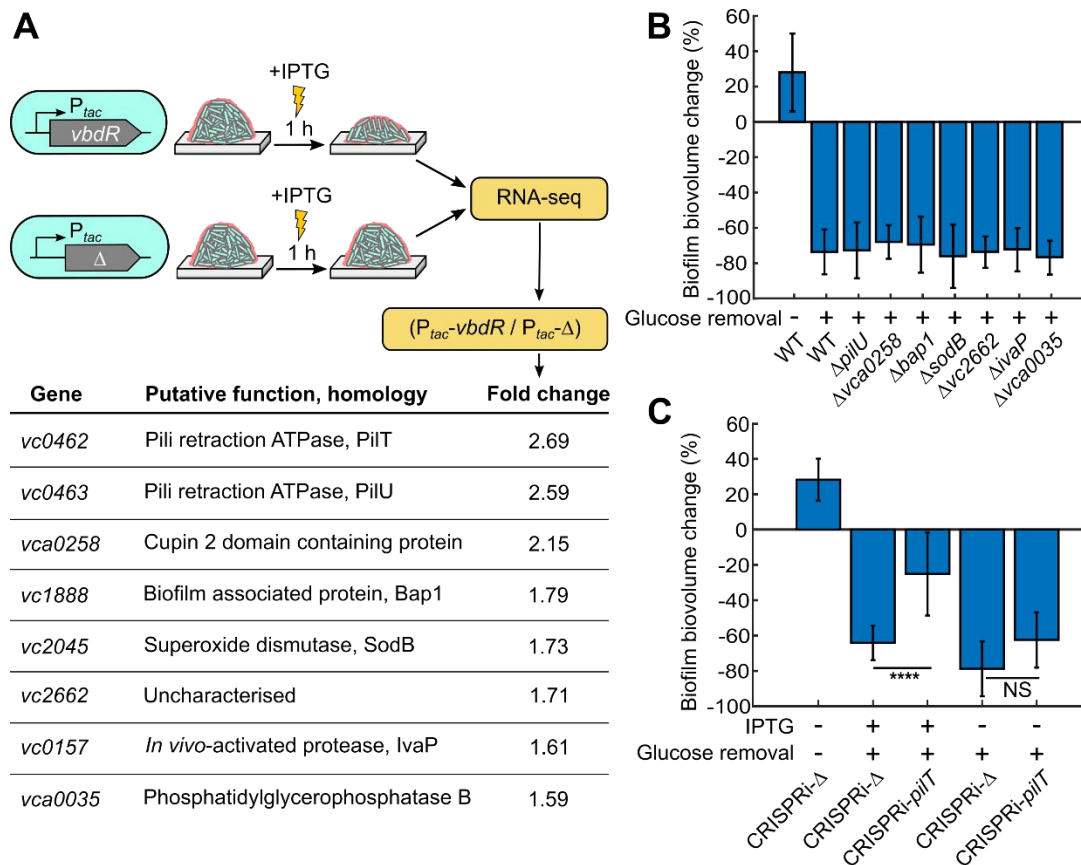 A
+IPTG
Ptac
1 h
vbdR
RNA-seq
+IPTG
Ptac
1 h
Δ
(Ptac-vbdR / Ptac-Δ)
Gene Putative function, homology Fold change
vc0462 Pili retraction ATPase, PilT 2.69
vc0463 Pili retraction ATPase, PilU 2.59
vca0258 Cupin 2 domain containing protein 2.15
vc1888 Biofilm associated protein, Bap1 1.79
vc2045 Superoxide dismutase, SodB 1.73
vc2662 Uncharacterised 1.71
vc0157 In vivo-activated protease, IvaP 1.61
vca0035 Phosphatidylglycerophosphatase B 1.59
B
Biofilm biovolume change (%)
60
40
20
0
-20
-40
-60
-80
-100
Glucose removal - + + + + + + + +
WT
WT
ΔpilU
Δvca0258
Δbap1
ΔsodB
Δvc2662
ΔivaP
Δvca0035
C
Biofilm biovolume change (%)
60
40
20
0
-20
-40
-60
-80
-100
****
NS
IPTG - + + - -
Glucose removal - + + + +
CRISPRi-Δ
CRISPRi-Δ
CRISPRi-pilT
CRISPRi-Δ
CRISPRi-pilT